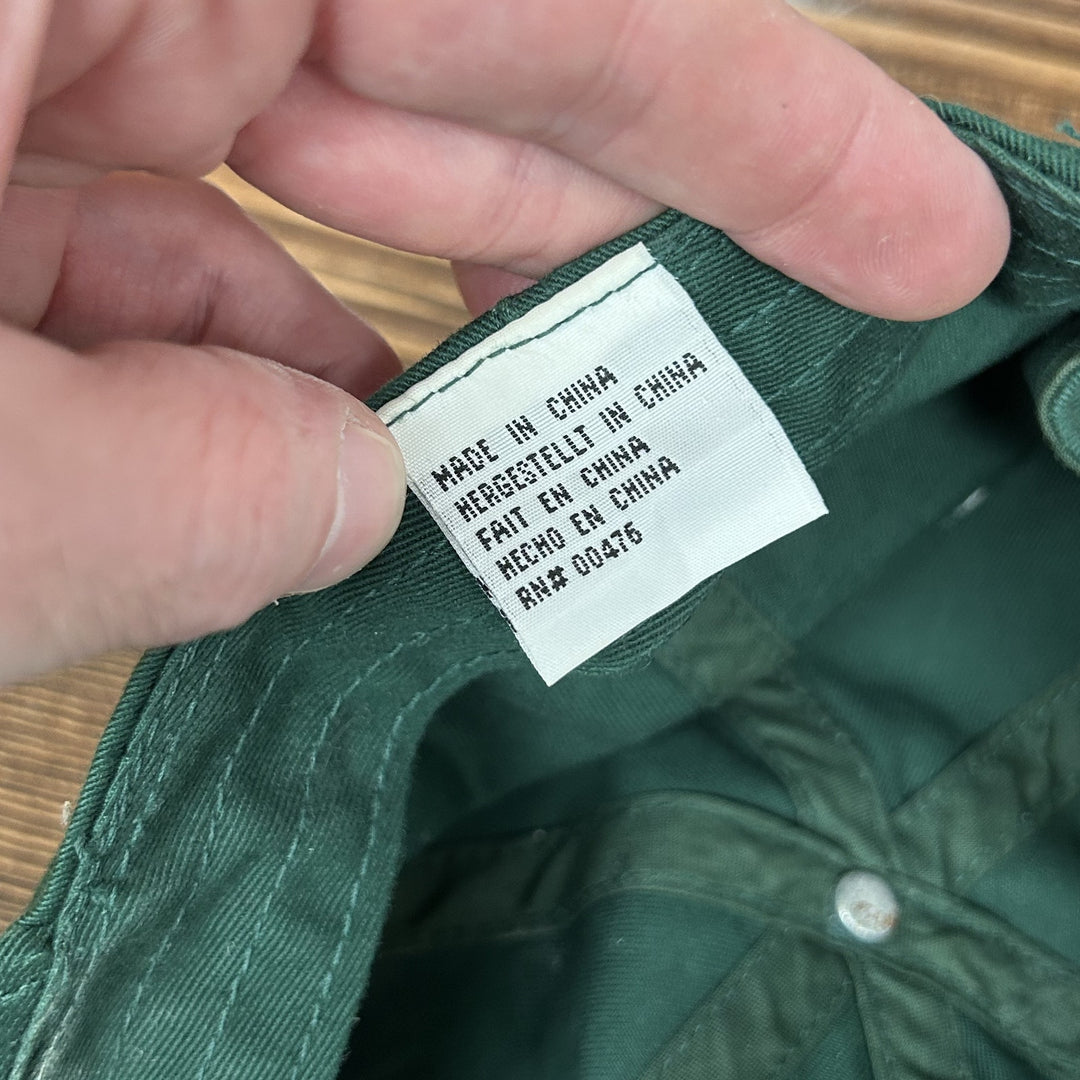 MADE IN CHINA
HERGESTELLT IN CHINA
FAIT EN CHINA
HECHO EN CHINA
RN# 00476